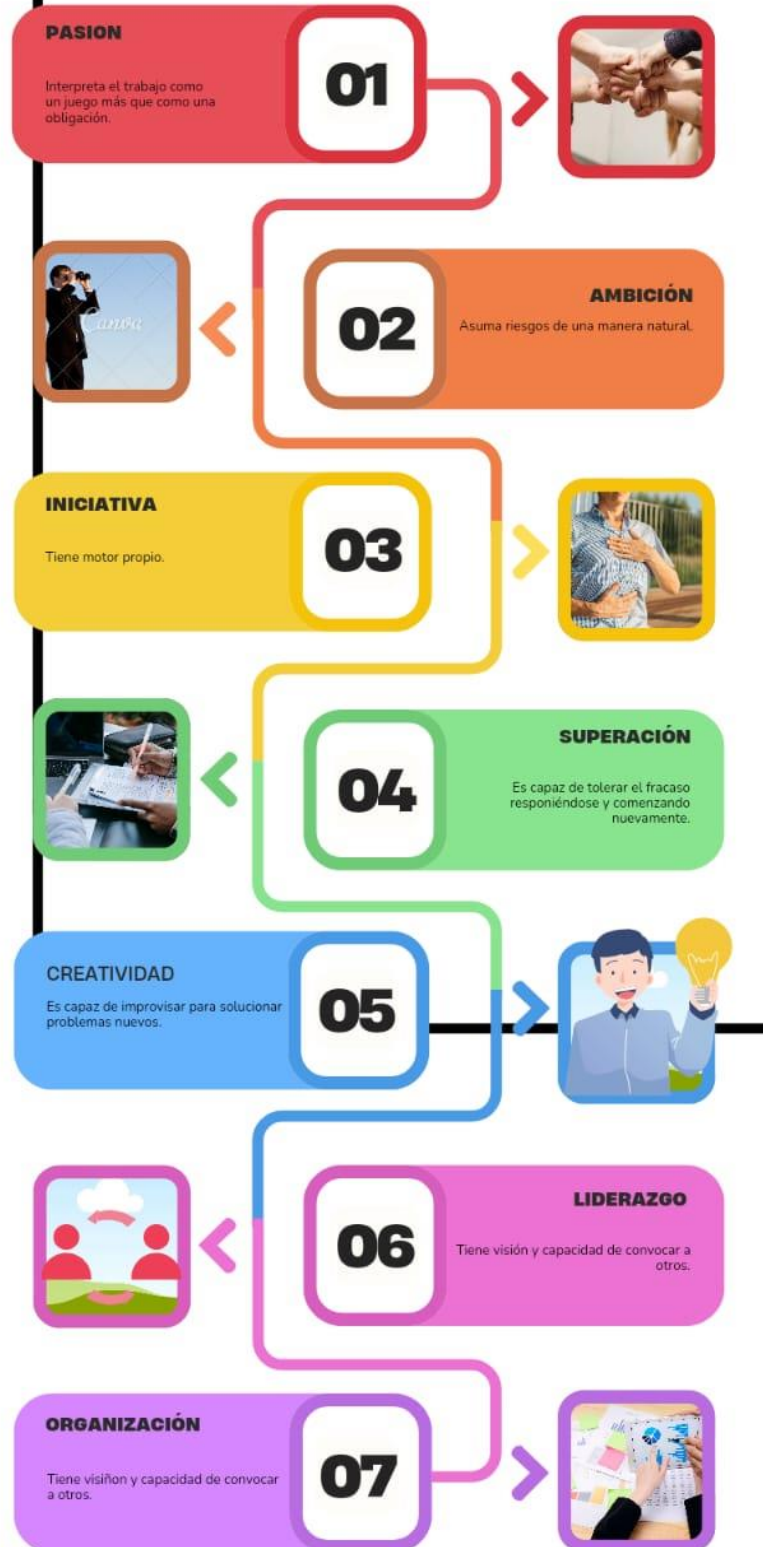 PASION
01
Interpreta el trabajo como
un juego más que como una
obligación.
Canva
02
AMBICIÓN
Asuma riesgos de una manera natural.
INICIATIVA
03
Tiene motor propio.
04
SUPERACIÓN
Es capaz de tolerar el fracaso
responiéndose y comenzando
nuevamente.
CREATIVIDAD
05
Es capaz de improvisar para solucionar
problemas nuevos.
06
LIDERAZGO
Tiene visión y capacidad de convocar a
otros.
ORGANIZACIÓN
07
Tiene visiñon y capacidad de convocar
a otros.